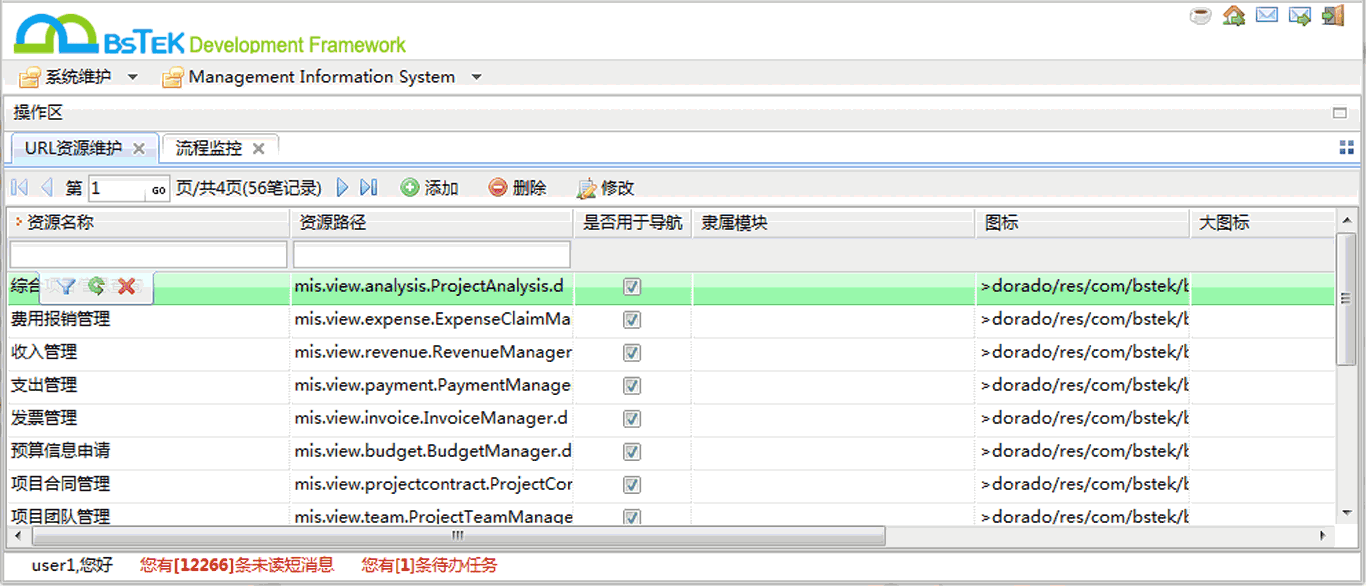 BSTEK Development Framework
系统维护 Management Information System
操作区
URL资源维护 流程监控
第 1 GO 页/共4页(56笔记录) 添加 删除 修改
资源名称 资源路径 是否用于导航 隶属模块 图标 大图标
综合 mis.view.analysis.ProjectAnalysis.d >dorado/res/com/bstek/b
费用报销管理 mis.view.expense.ExpenseClaimMa >dorado/res/com/bstek/b
收入管理 mis.view.revenue.RevenueManager >dorado/res/com/bstek/b
支出管理 mis.view.payment.PaymentManage >dorado/res/com/bstek/b
发票管理 mis.view.invoice.InvoiceManager.d >dorado/res/com/bstek/b
预算信息申请 mis.view.budget.BudgetManager.d >dorado/res/com/bstek/b
项目合同管理 mis.view.projectcontract.ProjectCor >dorado/res/com/bstek/b
项目团队管理 mis.view.team.ProjectTeamManage >dorado/res/com/bstek/b
user1,您好 您有[12266]条未读短消息 您有[1]条待办任务